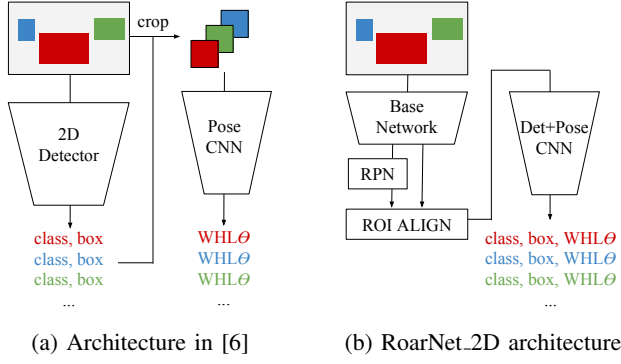 crop
2D
Detector
Pose
CNN
class, box
class, box
class, box
...
WHLϴ
WHLϴ
WHLϴ
...
(a) Architecture in [6]
Base
Network
RPN
ROI ALIGN
Det+Pose
CNN
class, box, WHLϴ
class, box, WHLϴ
class, box, WHLϴ
...
(b) RoarNet_2D architecture